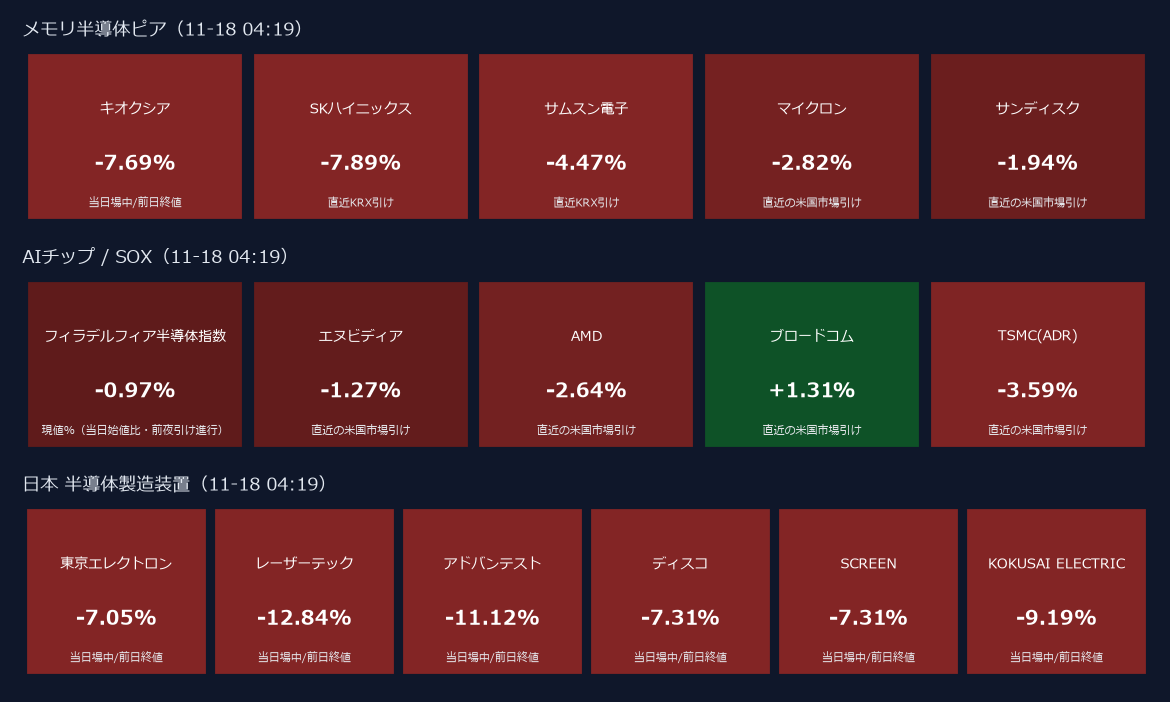 メモリ半導体ピア（11-18 04:19）
キオクシア
-7.69%
当日場中/前日終値
SKハイニックス
-7.89%
直近KRX引け
サムスン電子
-4.47%
直近KRX引け
マイクロン
-2.82%
直近の米国市場引け
サンディスク
-1.94%
直近の米国市場引け
AIチップ / SOX（11-18 04:19）
フィラデルフィア半導体指数
-0.97%
現値%（当日始値比・前夜引け進行）
エヌビディア
-1.27%
直近の米国市場引け
AMD
-2.64%
直近の米国市場引け
ブロードコム
+1.31%
直近の米国市場引け
TSMC(ADR)
-3.59%
直近の米国市場引け
日本 半導体製造装置（11-18 04:19）
東京エレクトロン
-7.05%
当日場中/前日終値
レーザーテック
-12.84%
当日場中/前日終値
アドバンテスト
-11.12%
当日場中/前日終値
ディスコ
-7.31%
当日場中/前日終値
SCREEN
-7.31%
当日場中/前日終値
KOKUSAI ELECTRIC
-9.19%
当日場中/前日終値